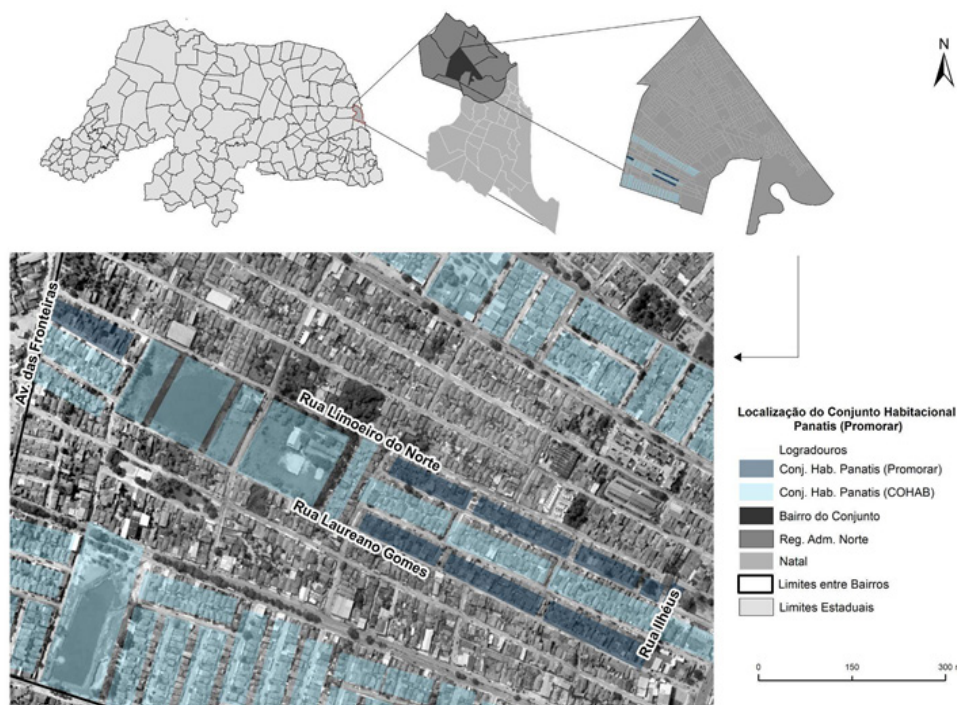 N
Av. das Fronteiras
Rua Limoeiro do Norte
Rua Laureano Gomes
Rua Ilhéus
Localização do Conjunto Habitacional
Panatis (Promorar)
Logradouros
Conj. Hab. Panatis (Promorar)
Conj. Hab. Panatis (COHAB)
Bairro do Conjunto
Reg. Adm. Norte
Natal
Limites entre Bairros
Limites Estaduais
0 150 300